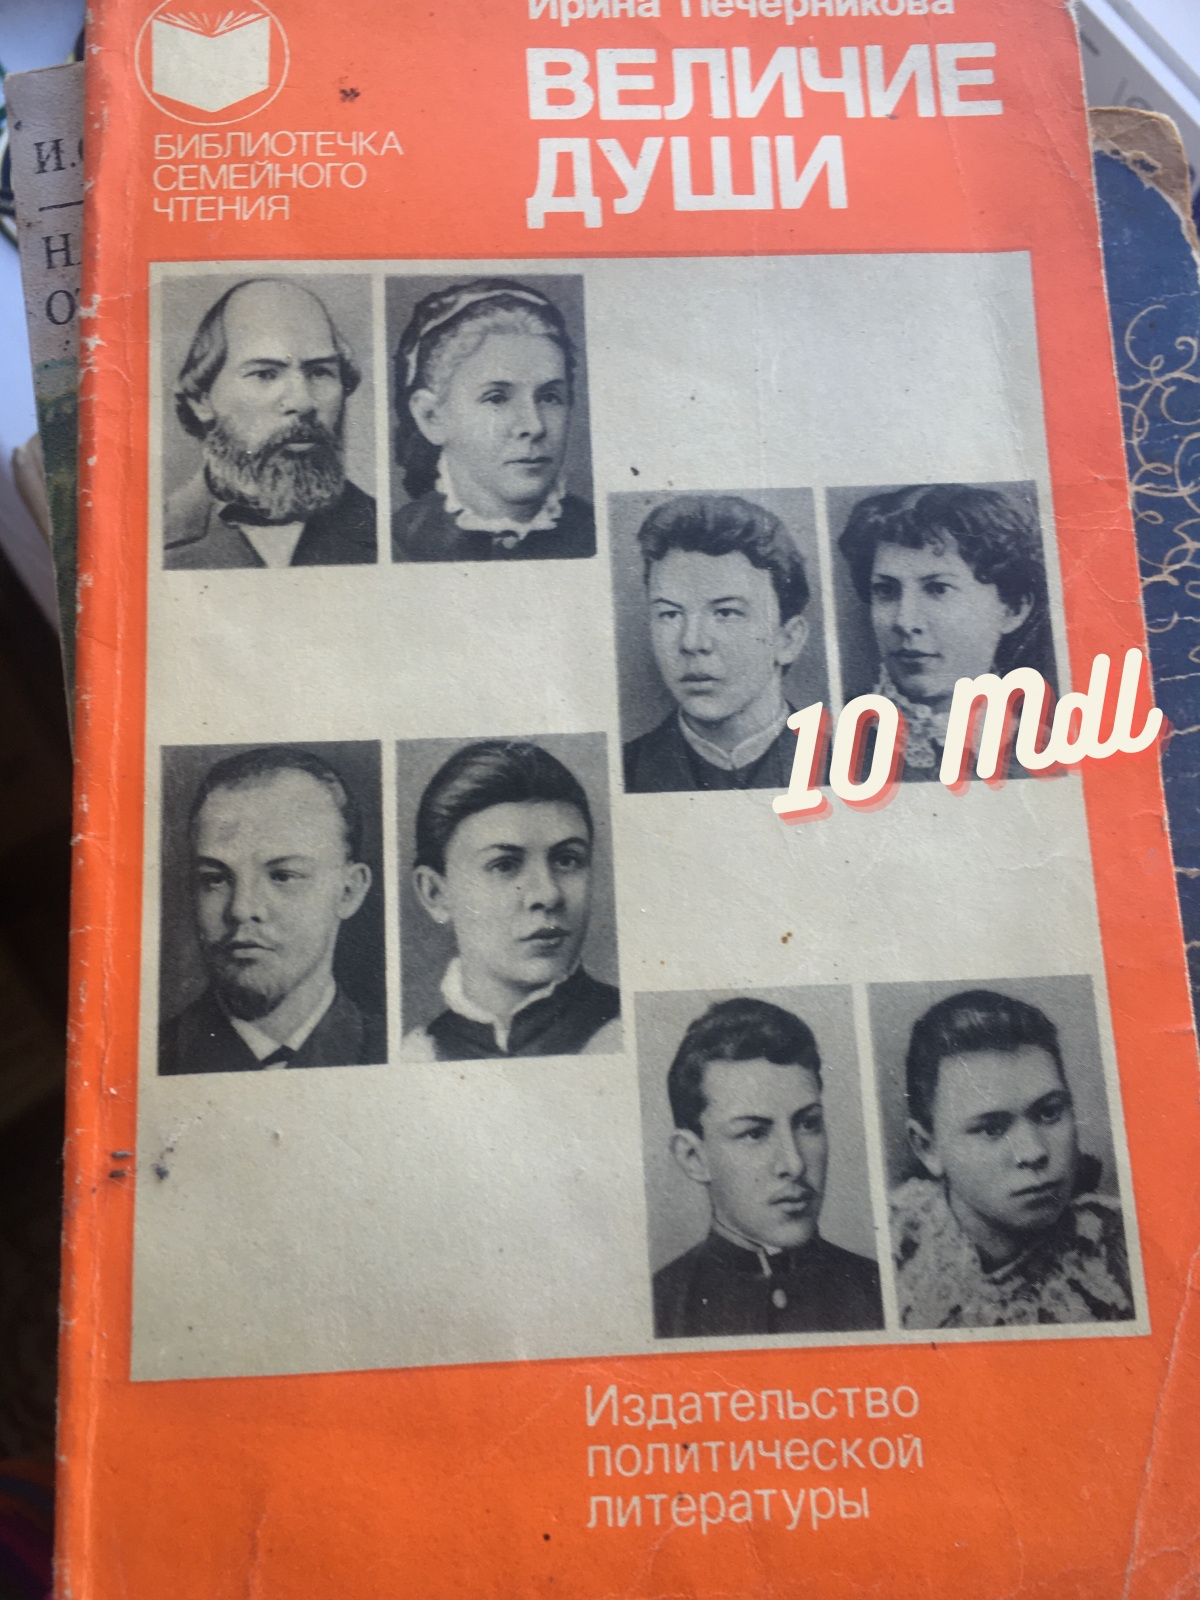 Ирина Печерникова
ВЕЛИЧИЕ
ДУШИ
БИБЛИОТЕЧКА
СЕМЕЙНОГО
ЧТЕНИЯ
10 Mdl
Издательство
политической
литературы